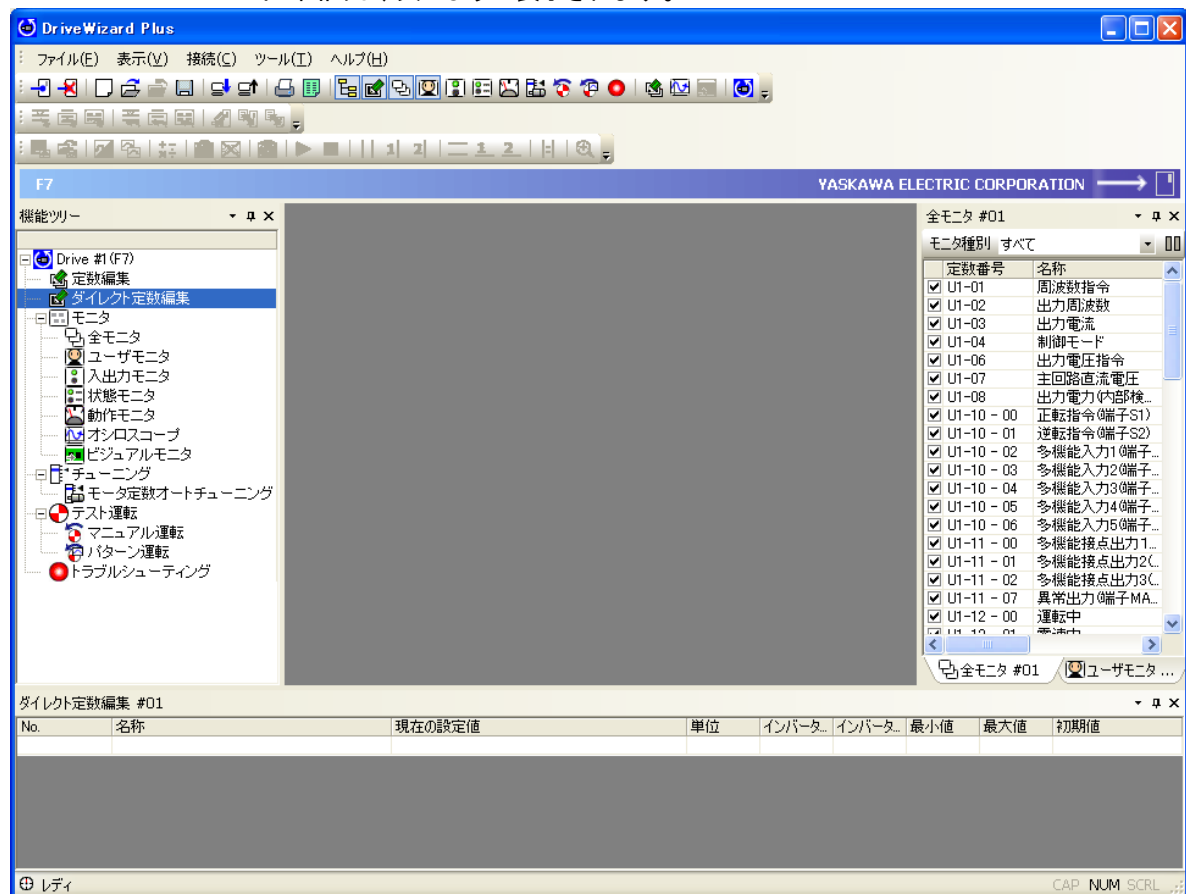 DriveWizard Plus
ファイル(F) 表示(V) 接続(C) ツール(T) ヘルプ(H)
F7
YASKAWA ELECTRIC CORPORATION
機能ツリー
Drive #1(F7)
定数編集
ダイレクト定数編集
モニタ
全モニタ
ユーザモニタ
入出力モニタ
状態モニタ
動作モニタ
オシロスコープ
ビジュアルモニタ
チューニング
モータ定数オートチューニング
テスト運転
マニュアル運転
パターン運転
トラブルシューティング
全モニタ #01
モニタ種別 すべて
定数番号 名称
U1-01 周波数指令
U1-02 出力周波数
U1-03 出力電流
U1-04 制御モード
U1-06 出力電圧指令
U1-07 主回路直流電圧
U1-08 出力電力(内部検...
U1-10 - 00 正転指令(端子S1)
U1-10 - 01 逆転指令(端子S2)
U1-10 - 02 多機能入力1(端子...
U1-10 - 03 多機能入力2(端子...
U1-10 - 04 多機能入力3(端子...
U1-10 - 05 多機能入力4(端子...
U1-10 - 06 多機能入力5(端子...
U1-11 - 00 多機能接点出力1...
U1-11 - 01 多機能接点出力2(...
U1-11 - 02 多機能接点出力3(...
U1-11 - 07 異常出力(端子MA...
U1-12 - 00 運転中
全モニタ #01 ユーザモニタ ...
ダイレクト定数編集 #01
No. 名称 現在の設定値 単位 インバータ... インバータ... 最小値 最大値 初期値
レディ
CAP NUM SCRL